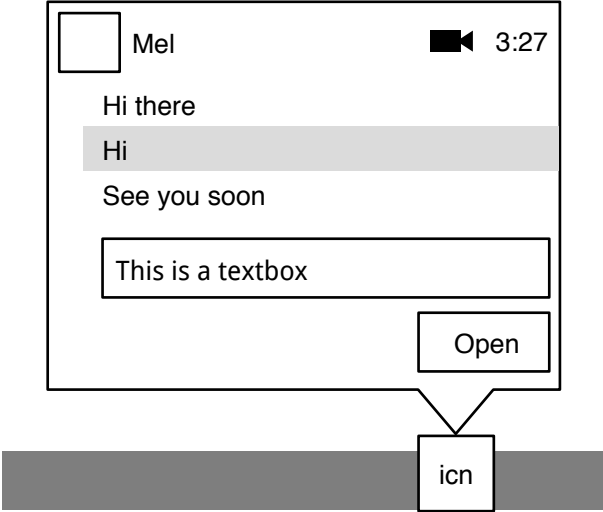 Mel 3:27
Hi there
Hi
See you soon
This is a textbox
Open
icn